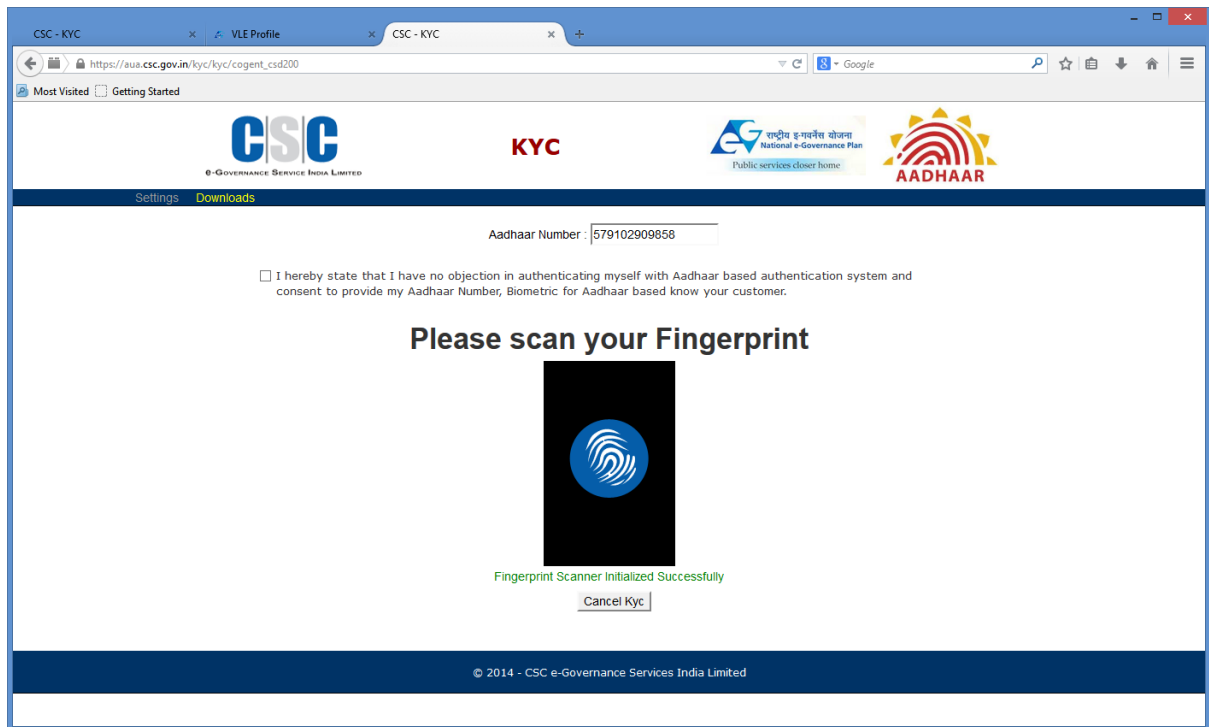 CSC - KYC
VLE Profile
CSC - KYC
https://aua.csc.gov.in/kyc/kyc/cogent_csd200
8 Google
Most Visited Getting Started
CSC
e-Governance Service India Limited
KYC
राष्ट्रीय इ-गवर्नेंस योजना
National e-Governance Plan
Public services closer home
AADHAAR
Settings Downloads
Aadhaar Number : 579102909858
I hereby state that I have no objection in authenticating myself with Aadhaar based authentication system and
consent to provide my Aadhaar Number, Biometric for Aadhaar based know your customer.
Please scan your Fingerprint
Fingerprint Scanner Initialized Successfully
Cancel Kyc
© 2014 - CSC e-Governance Services India Limited